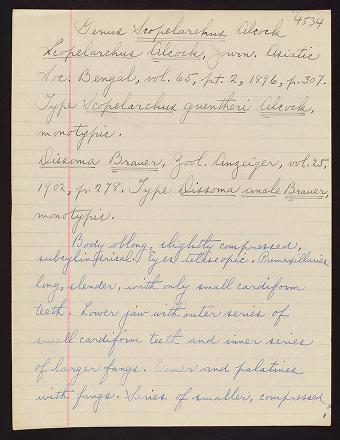 4534
Genus Scopelarchus Alcock
Scopelarchus Alcock, Journ. Asiatic
Soc. Bengal, vol. 65, pt. 2, 1896, p. 307.
Type Scopelarchus guentheri Alcock,
monotypic.
Dissoma Brauer, Zool. Anzeiger, vol. 25,
1902, p. 278. Type Dissoma anale Brauer,
monotypic.
Body oblong, slightly compressed,
subcylindrical. Eyes telescopic. Premaxillaries
long, slender, with only small cardiform
teeth. Lower jaw with outer series of
small cardiform teeth and inner series
of larger fangs. Vomer and palatines
with fangs. Series of smaller, compressed